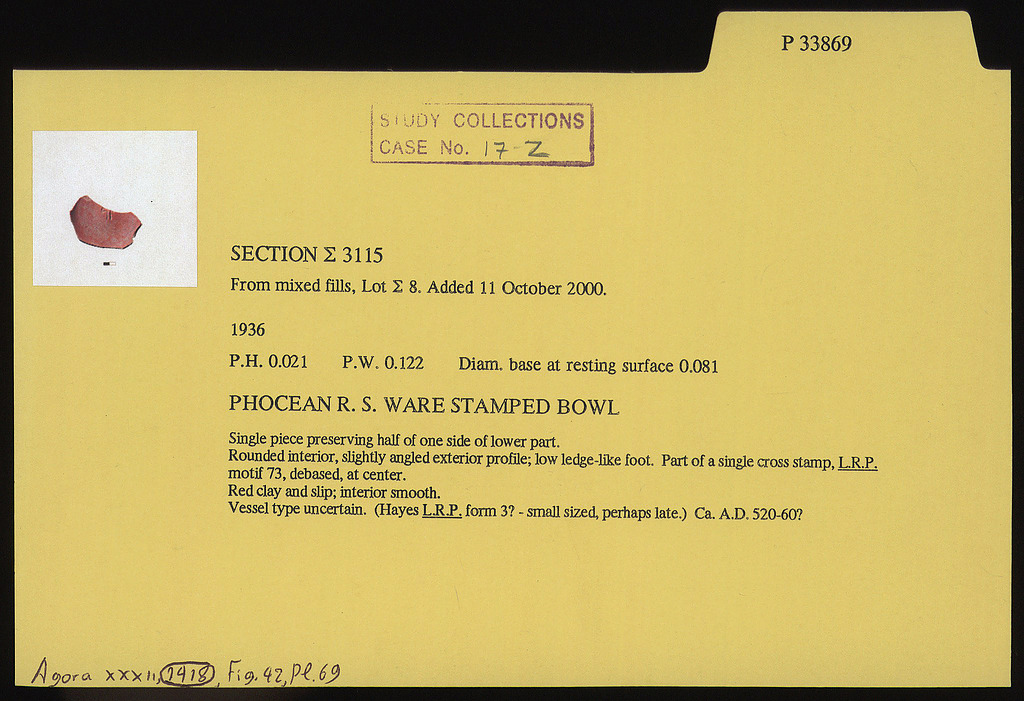 P 33869
STUDY COLLECTIONS
CASE No. 17-Z
SECTION Σ 3115
From mixed fills, Lot Σ 8. Added 11 October 2000.
1936
P.H. 0.021 P.W. 0.122 Diam. base at resting surface 0.081
PHOCEAN R. S. WARE STAMPED BOWL
Single piece preserving half of one side of lower part.
Rounded interior, slightly angled exterior profile; low ledge-like foot. Part of a single cross stamp, L.R.P.
motif 73, debased, at center.
Red clay and slip; interior smooth.
Vessel type uncertain. (Hayes L.R.P. form 3? - small sized, perhaps late.) Ca. A.D. 520-60?
Agora xxxii, 1418, Fig. 42, Pl. 69